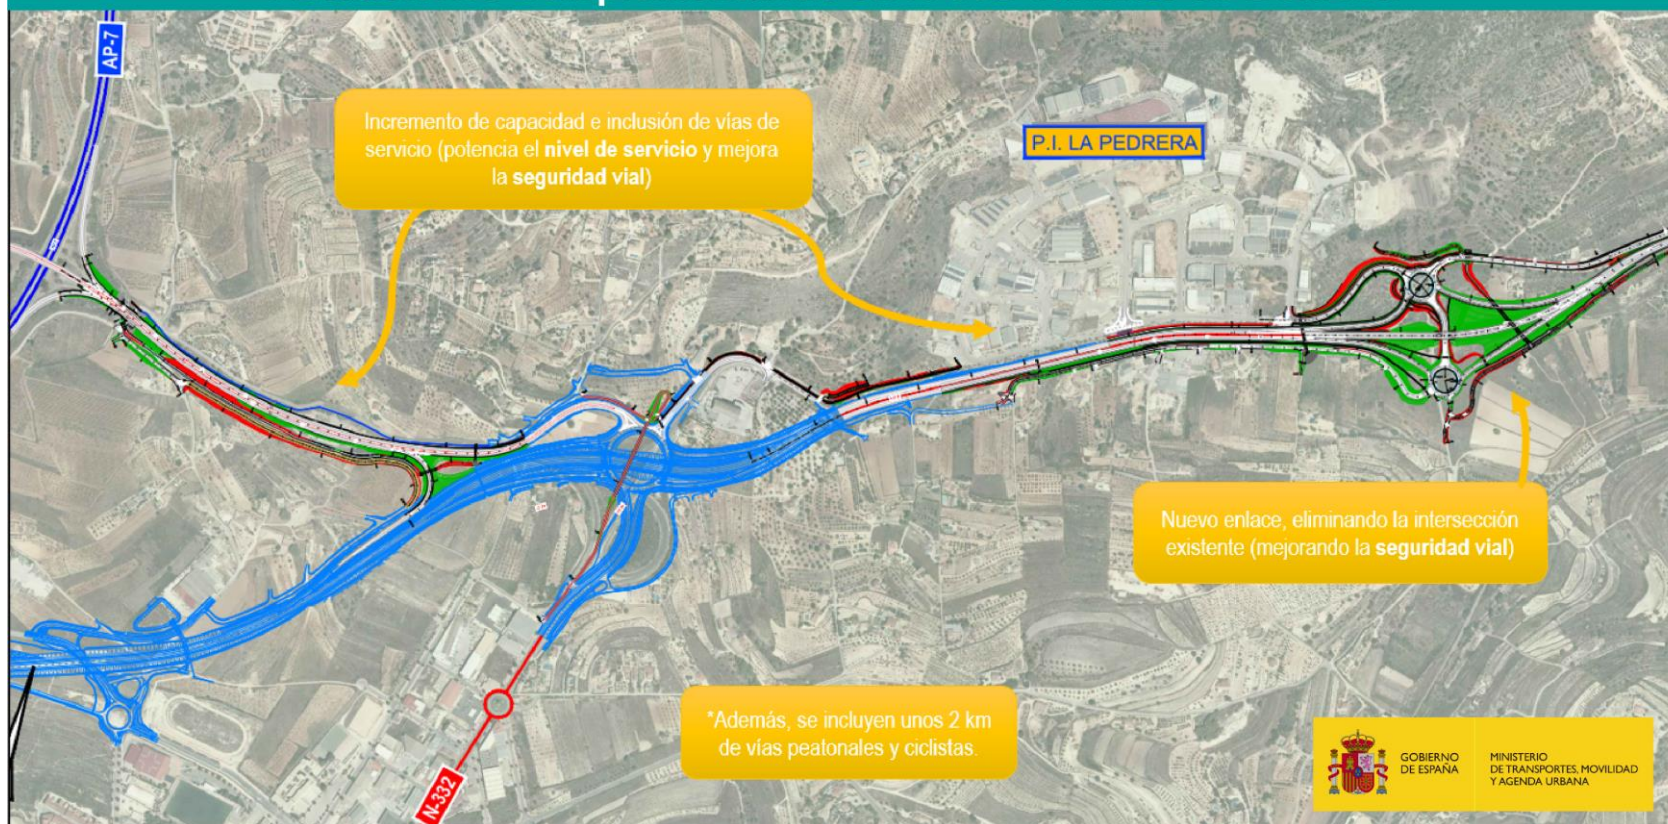 AP-7
Incremento de capacidad e inclusión de vías de
servicio (potencia el nivel de servicio y mejora
la seguridad vial)
P.I. LA PEDRERA
Nuevo enlace, eliminando la intersección
existente (mejorando la seguridad vial)
*Además, se incluyen unos 2 km
de vías peatonales y ciclistas.
N-332
GOBIERNO
DE ESPAÑA
MINISTERIO
DE TRANSPORTES, MOVILIDAD
Y AGENDA URBANA